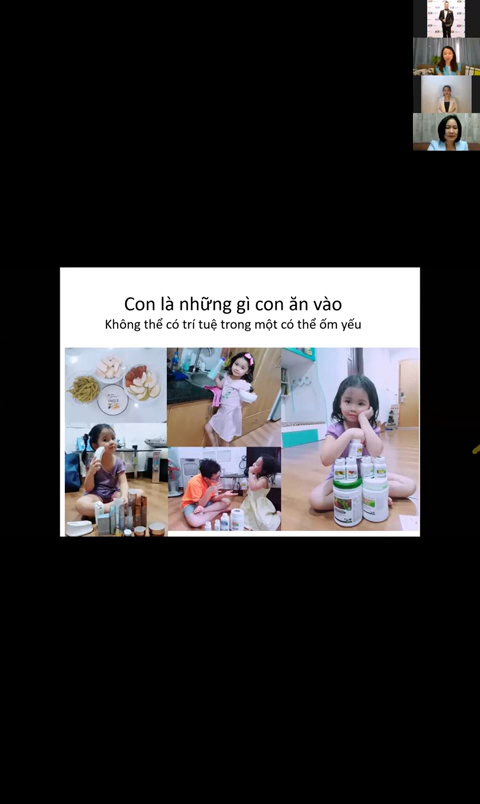 Con là những gì con ăn vào
Không thể có trí tuệ trong một có thể ốm yếu